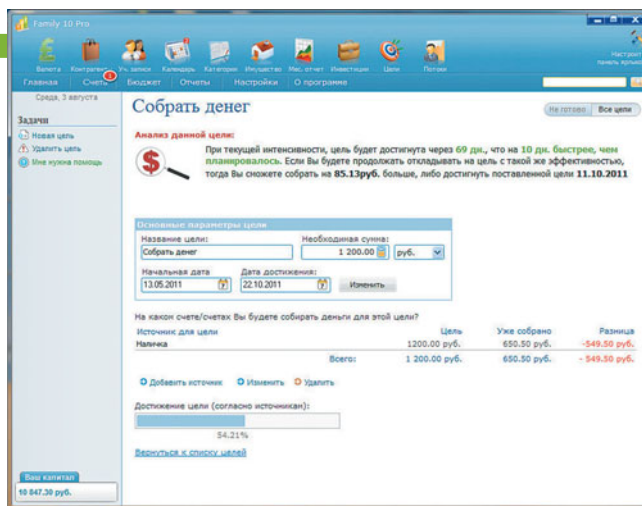 Family 10 Pro
Валюта Контрагент Уч. записи Календарь Категории Имущество Мес. отчет Инвестиции Цели Потоки
Настроить
панель ярлыков
Главная Счета 1 Бюджет Отчеты Настройки О программе
Среда, 3 августа
Задачи
Новая цель
Удалить цель
Мне нужна помощь
Собрать денег
Не готово Все цели
Анализ данной цели:
При текущей интенсивности, цель будет достигнута через 69 дн., что на 10 дн. быстрее, чем
планировалось. Если Вы будете продолжать откладывать на цель с такой же эффективностью,
тогда Вы сможете собрать на 85.13руб. больше, либо достигнуть поставленной цели 11.10.2011
Основные параметры цели
Название цели: Необходимая сумма:
Собрать денег 1 200.00 руб.
Начальная дата Дата достижения:
13.05.2011 22.10.2011 Изменить
На каком счете/счетах Вы будете собирать деньги для этой цели?
Источник для цели Цель Уже собрано Разница
Наличка 1200.00 руб. 650.50 руб. -549.50 руб.
Всего: 1 200.00 руб. 650.50 руб. - 549.50 руб.
Добавить источник Изменить Удалить
Достижение цели (согласно источникам):
54.21%
Вернуться к списку целей
Ваш капитал
10 847.30 руб.